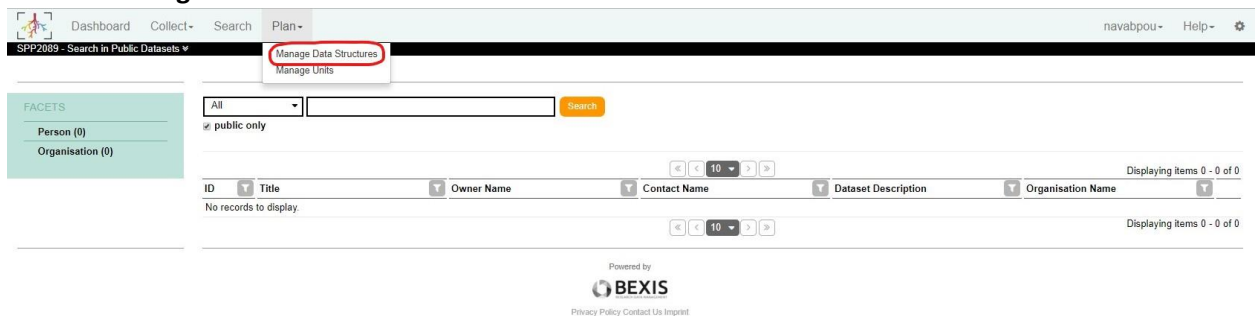 Dashboard Collect Search Plan navabpou Help
SPP2089 - Search in Public Datasets
Manage Data Structures
Manage Units
FACETS
Person (0)
Organisation (0)
All Search
public only
10
Displaying items 0 - 0 of 0
ID Title Owner Name Contact Name Dataset Description Organisation Name
No records to display.
10
Displaying items 0 - 0 of 0
Powered by
BEXIS
Privacy Policy Contact Us Imprint